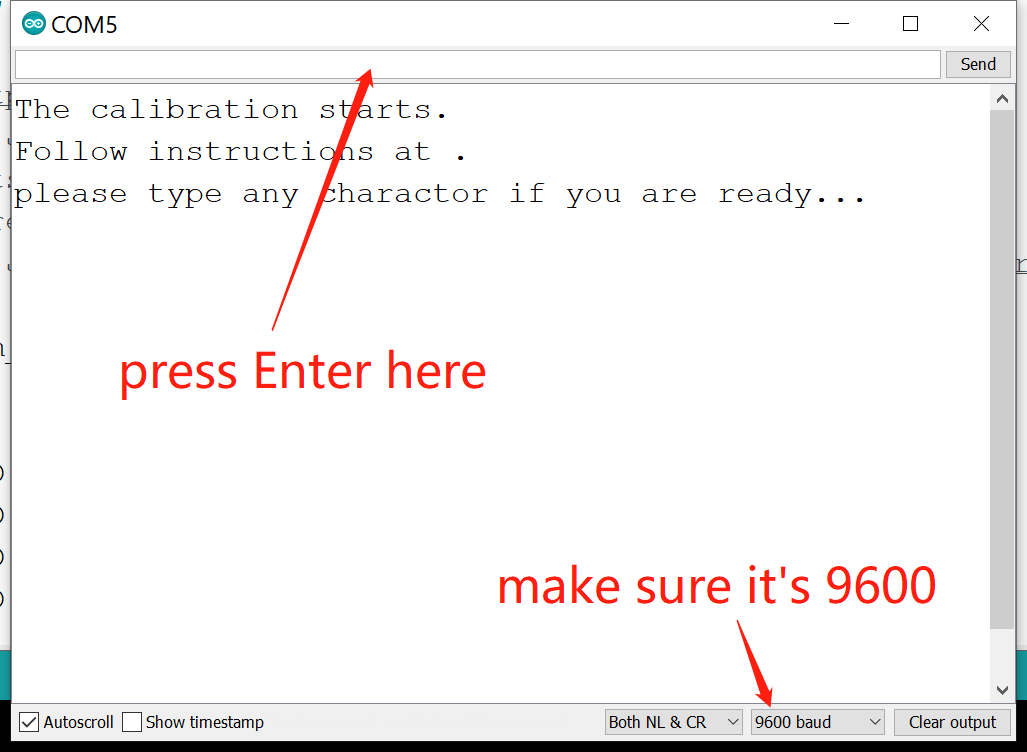 COM5
Send
The calibration starts.
Follow instructions at .
please type any charactor if you are ready...
press Enter here
make sure it's 9600
Autoscroll Show timestamp Both NL & CR 9600 baud Clear output